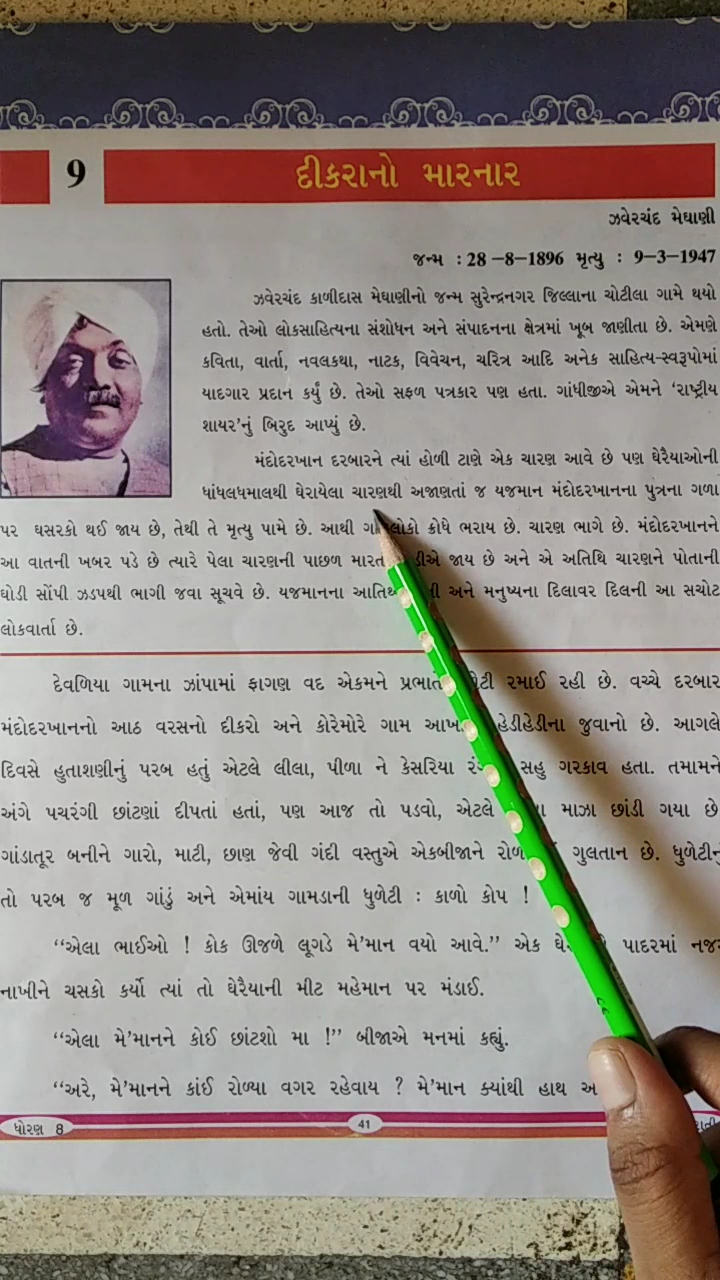 9
દીકરાનો મારનાર
ઝવેરચંદ મેઘાણી
જન્મ : 28 –8–1896 મૃત્યુ : 9–3–1947
ઝવેરચંદ કાળીદાસ મેઘાણીનો જન્મ સુરેન્દ્રનગર જિલ્લાના ચોટીલા ગામે થયો
હતો. તેઓ લોકસાહિત્યના સંશોધન અને સંપાદનના ક્ષેત્રમાં ખૂબ જાણીતા છે. એમણે
કવિતા, વાર્તા, નવલકથા, નાટક, વિવેચન, ચરિત્ર આદિ અનેક સાહિત્ય-સ્વરૂપોમાં
યાદગાર પ્રદાન કર્યું છે. તેઓ સફળ પત્રકાર પણ હતા. ગાંધીજીએ એમને ‘રાષ્ટ્રીય
શાયર’નું બિરુદ આપ્યું છે.
મંદોદરખાન દરબારને ત્યાં હોળી ટાણે એક ચારણ આવે છે પણ ઘેરૈયાઓની
ધાંધલધમાલથી ઘેરાયેલા ચારણથી અજાણતાં જ યજમાન મંદોદરખાનના પુત્રના ગળા
પર ઘસરકો થઈ જાય છે, તેથી તે મૃત્યુ પામે છે. આથી લોકો ક્રોધે ભરાય છે. ચારણ ભાગે છે. મંદોદરખાનને
આ વાતની ખબર પડે છે ત્યારે પેલા ચારણની પાછળ જાય છે અને એ અતિથિ ચારણને પોતાની
ઘોડી સોંપી ઝડપથી ભાગી જવા સૂચવે છે. યજમાનના અને મનુષ્યના દિલાવર દિલની આ સચોટ
લોકવાર્તા છે.
દેવળિયા ગામના ઝાંપામાં ફાગણ વદ એકમને રમાઈ રહી છે. વચ્ચે દરબાર
મંદોદરખાનનો આઠ વરસનો દીકરો અને કોરેમોરે ગામ હેડીહેડીના જુવાનો છે. આગલે
દિવસે હુતાશણીનું પરબ હતું એટલે લીલા, પીળા ને કેસરિયા સહુ ગરકાવ હતા. તમામને
અંગે પચરંગી છાંટણાં દીપતાં હતાં, પણ આજ તો પડવો, એટલે માઝા છાંડી ગયા છે
ગાંડાતૂર બનીને ગારો, માટી, છાણ જેવી ગંદી વસ્તુએ એકબીજાને ગુલતાન છે.
તો પરબ જ મૂળ ગાંડું અને એમાંય ગામડાની ધુળેટી : કાળો કોપ !
“એલા ભાઈઓ ! કોક ઊજળે લૂગડે મે’માન વયો આવે.” એક પાદરમાં
નાખીને ચસકો કર્યો ત્યાં તો ઘેરૈયાની મીટ મહેમાન પર મંડાઈ.
“એલા મે’માનને કોઈ છાંટશો મા !” બીજાએ મનમાં કહ્યું.
“અરે, મે’માનને કાંઈ રોળ્યા વગર રહેવાય ? મે’માન ક્યાંથી હાથ
ધોરણ 8
41